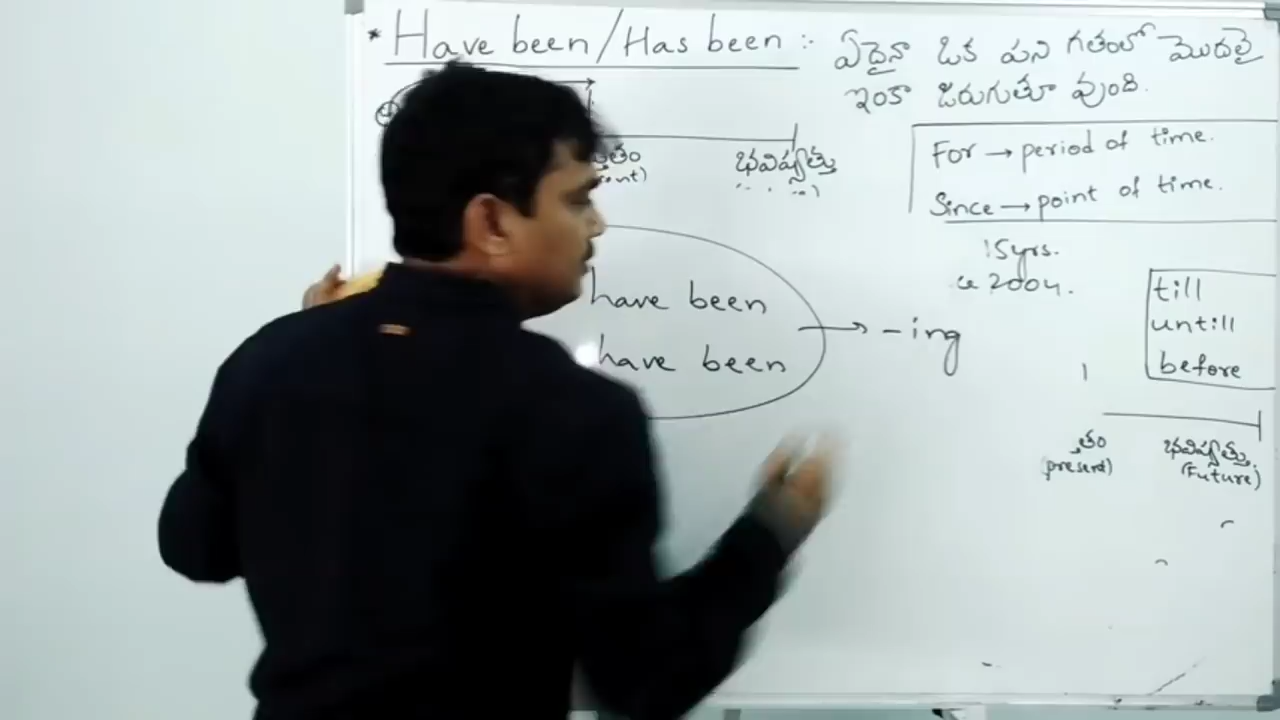 * Have been / Has been :- ఏదైనా ఒక పని గతంలో మొదలై
ఇంకా జరుగుతూ వుంది.
భవిష్యత్తు
For → period of time.
Since → point of time.
15yrs.
2004.
have been
have been
→ -ing
till
until
before
భవిష్యత్తు
(present)
(Future)